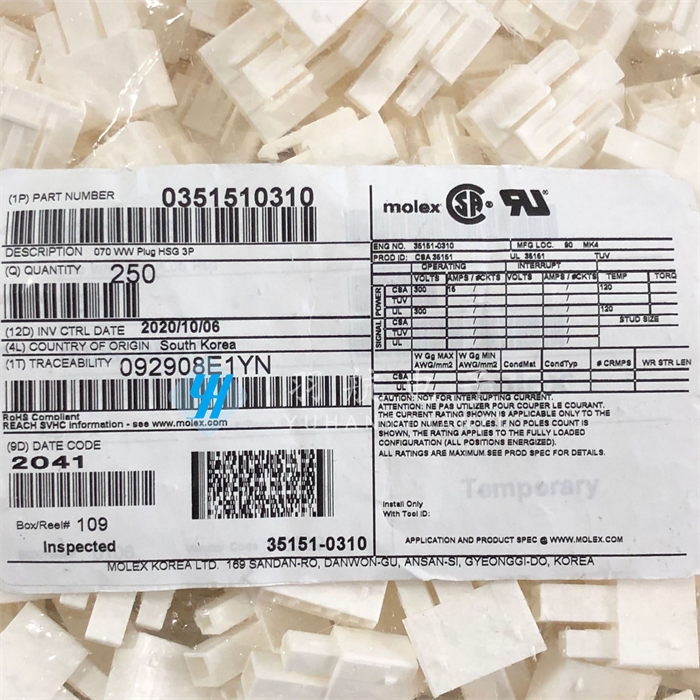 (1P) PART NUMBER 0351510310
DESCRIPTION 070 WW Plug HSG 3P
(Q) QUANTITY 250
(12D) INV CTRL DATE 2020/10/06
(4L) COUNTRY OF ORIGIN South Korea
(1T) TRACEABILITY 092908E1YN
RoHS Compliant
REACH SVHC information - see www.molex.com
(9D) DATE CODE
2041
Box/Reel# 109
Inspected
35151-0310
molex SA® RU
ENG NO. 35151-0310 MFG LOC. 90 MK4
PROD ID: CSA 35151 UL 35151 TUV
OPERATING INTERRUPT
VOLTS AMPS / #CKTS VOLTS AMPS / #CKTS TEMP TORQ
SIGNAL POWER
CSA 300 15 120
TUV
UL 300 120
CSA STUD SIZE
TUV
UL
W Gg MAX AWG/mm2 W Gg MIN AWG/mm2 CondMat CondTyp # CRMPS WR STR LEN
CSA
UL
CAUTION: NOT FOR INTERRUPTING CURRENT.
ATTENTION: NE PAS UTILIZER POUR COUPER LE COURANT.
THE CURRENT RATING SHOWN IS APPLICABLE ONLY TO THE
INDICATED NUMBER OF POLES. IF NO POLES COUNT IS
SHOWN, THE RATING APPLIES TO THE FULLY LOADED
CONFIGURATION (ALL POSITIONS ENERGIZED).
ALL RATINGS ARE MAXIMUM. SEE PROD SPEC FOR DETAILS.
Temporary
Install Only
With Tool ID:
APPLICATION AND PRODUCT SPEC @ WWW.MOLEX.COM
MOLEX KOREA LTD. 169 SANDAN-RO, DANWON-GU, ANSAN-SI, GYEONGGI-DO, KOREA